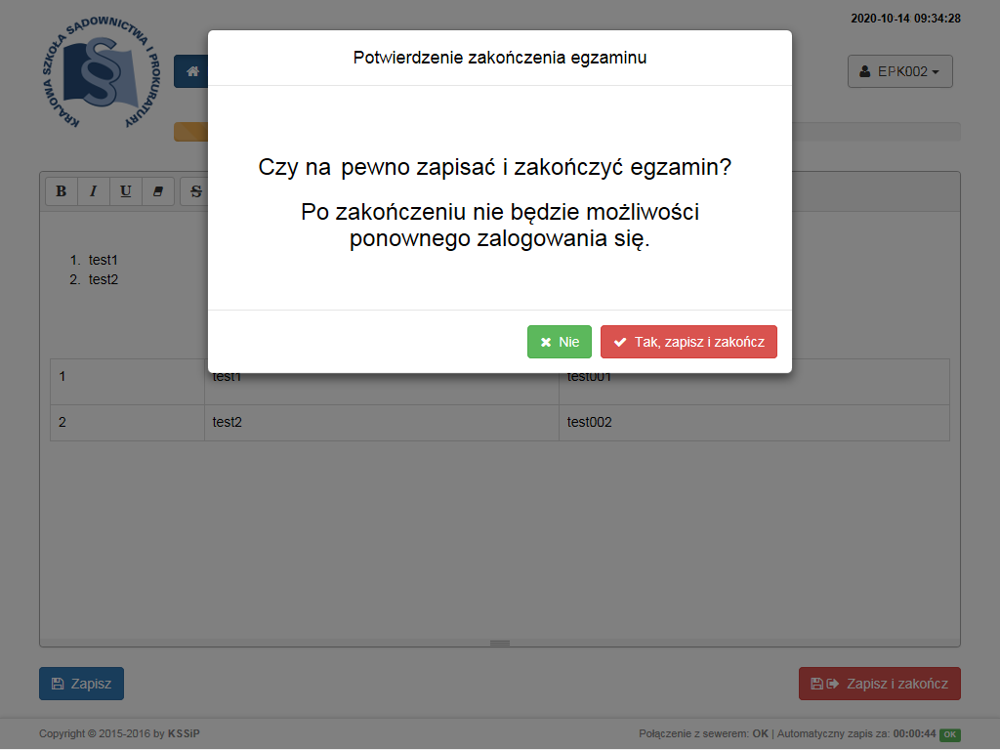 2020-10-14 09:34:28
KRAJOWA SZKOŁA SĄDOWNICTWA I PROKURATURY
§
EPK002
Potwierdzenie zakończenia egzaminu
Czy na pewno zapisać i zakończyć egzamin?
Po zakończeniu nie będzie możliwości
ponownego zalogowania się.
Nie
Tak, zapisz i zakończ
B I U S
1. test1
2. test2
1 test1 test001
2 test2 test002
Zapisz
Zapisz i zakończ
Copyright © 2015-2016 by KSSiP
Połączenie z sewerem: OK | Automatyczny zapis za: 00:00:44 OK